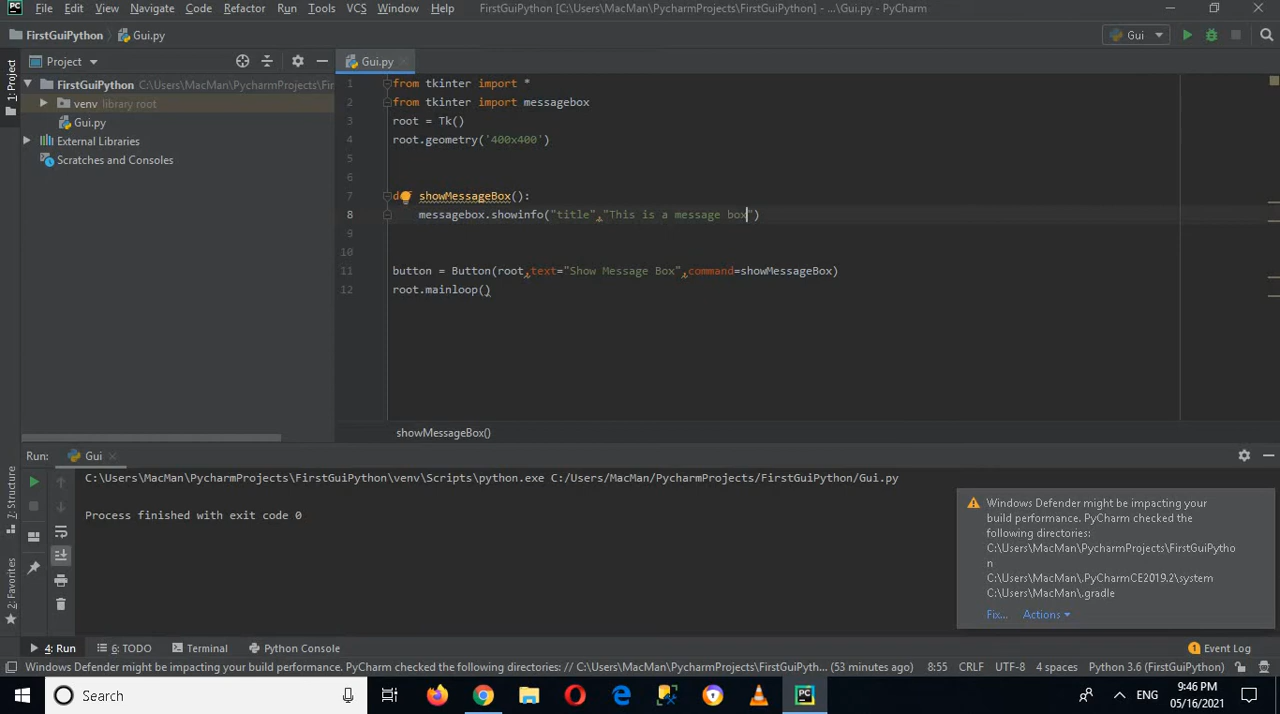 File Edit View Navigate Code Refactor Run Tools VCS Window Help FirstGuiPython [C:\Users\MacMan\PycharmProjects\FirstGuiPython] - ...\Gui.py - PyCharm
FirstGuiPython Gui.py Gui
1: Project
Project Gui.py
FirstGuiPython C:\Users\MacMan\PycharmProjects\Fir
venv library root
Gui.py
External Libraries
Scratches and Consoles
1 from tkinter import *
2 from tkinter import messagebox
3 root = Tk()
4 root.geometry('400x400')
5
6
7 d showMessageBox():
8 messagebox.showinfo("title","This is a message box")
9
10
11 button = Button(root,text="Show Message Box",command=showMessageBox)
12 root.mainloop()
showMessageBox()
Run: Gui
C:\Users\MacMan\PycharmProjects\FirstGuiPython\venv\Scripts\python.exe C:/Users/MacMan/PycharmProjects/FirstGuiPython/Gui.py
Process finished with exit code 0
Z: Structure
2: Favorites
Windows Defender might be impacting your
build performance. PyCharm checked the
following directories:
C:\Users\MacMan\PycharmProjects\FirstGuiPytho
n
C:\Users\MacMan\.PyCharmCE2019.2\system
C:\Users\MacMan\.gradle
Fix... Actions
4: Run 6: TODO Terminal Python Console 1 Event Log
Windows Defender might be impacting your build performance. PyCharm checked the following directories: // C:\Users\MacMan\PycharmProjects\FirstGuiPyth... (53 minutes ago) 8:55 CRLF UTF-8 4 spaces Python 3.6 (FirstGuiPython)
Search ENG 9:46 PM
05/16/2021